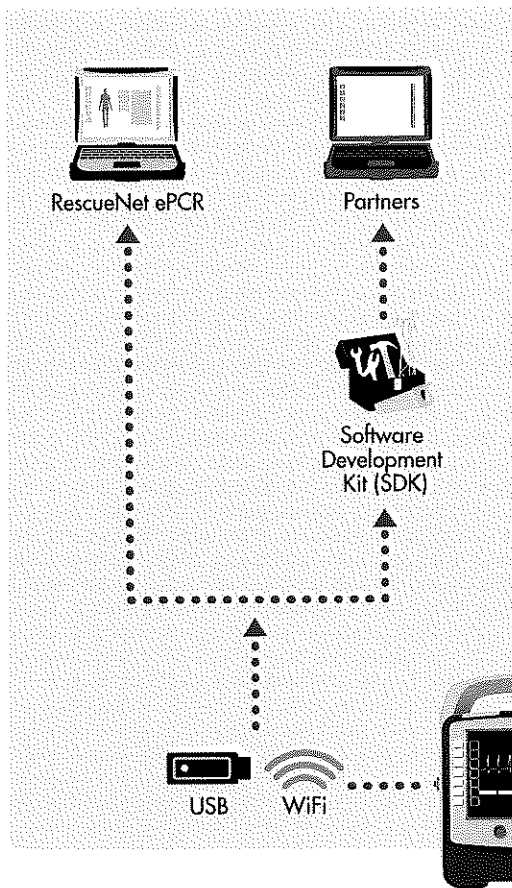 RescueNet ePCR
Partners
Software
Development
Kit (SDK)
USB
WiFi